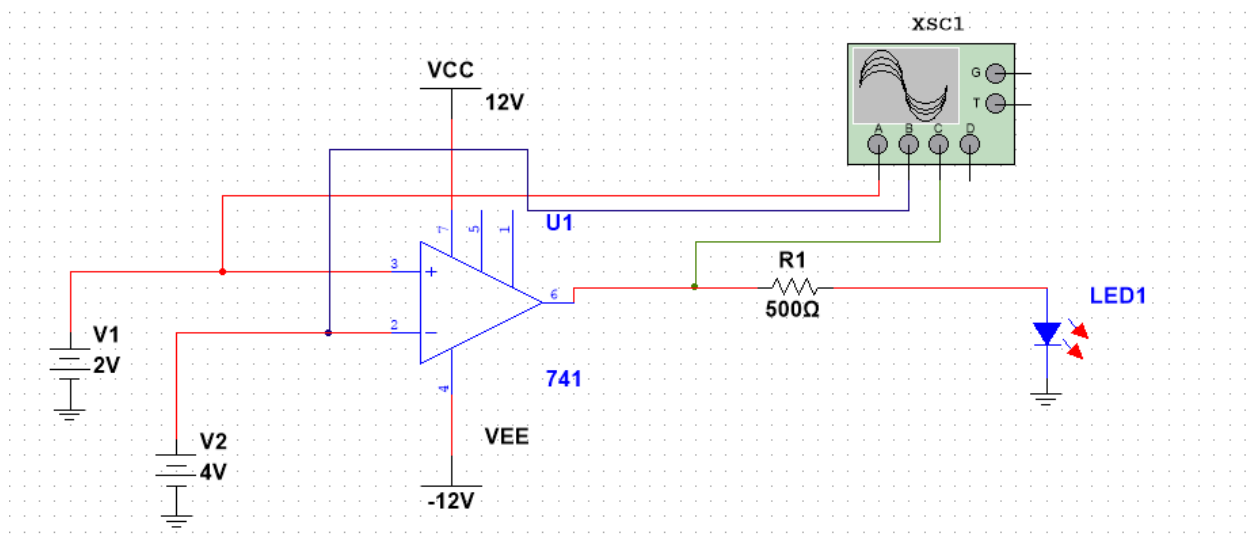 XSC1
G
T
A B C D
VCC
12V
U1
7 5 1
3 +
6
2 −
4
741
V1
2V
V2
4V
VEE
-12V
R1
500Ω
LED1